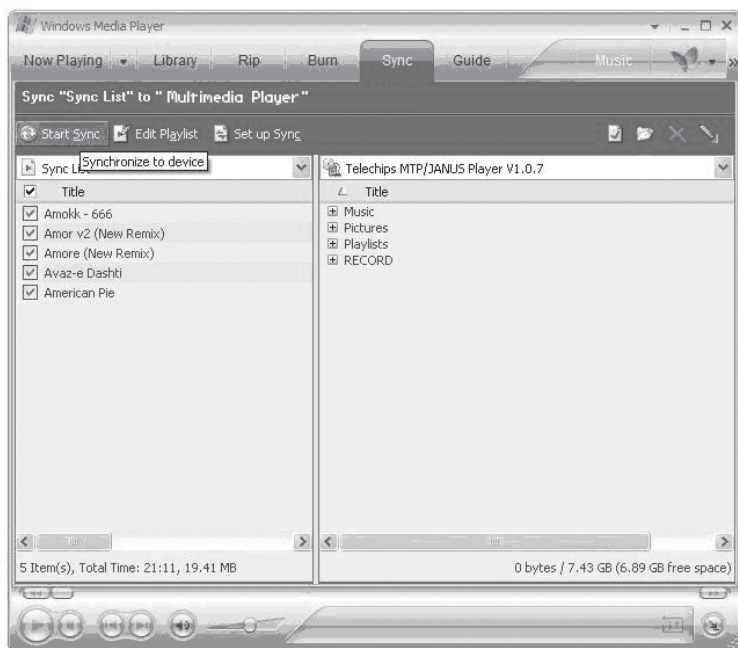 Windows Media Player
Now Playing Library Rip Burn Sync Guide Music
Sync "Sync List" to " Multimedia Player"
Start Sync Edit Playlist Set up Sync
Synchronize to device
Telechips MTP/JANUS Player V1.0.7
Title
Amokk - 666
Amor v2 (New Remix)
Amore (New Remix)
Avaz-e Dashti
American Pie
Title
Music
Pictures
Playlists
RECORD
5 Item(s), Total Time: 21:11, 19.41 MB
0 bytes / 7.43 GB (6.89 GB free space)